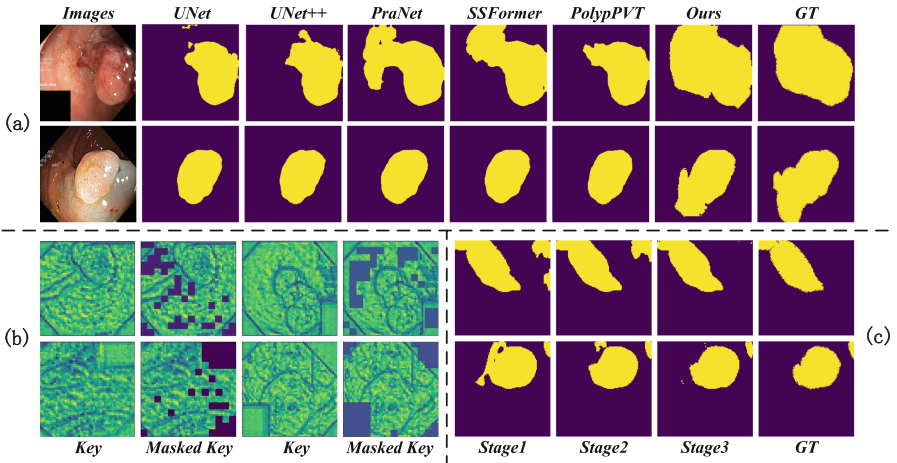 Images UNet UNet++ PraNet SSFormer PolypPVT Ours GT
(a)
(b)
(c)
Key Masked Key Key Masked Key Stage1 Stage2 Stage3 GT